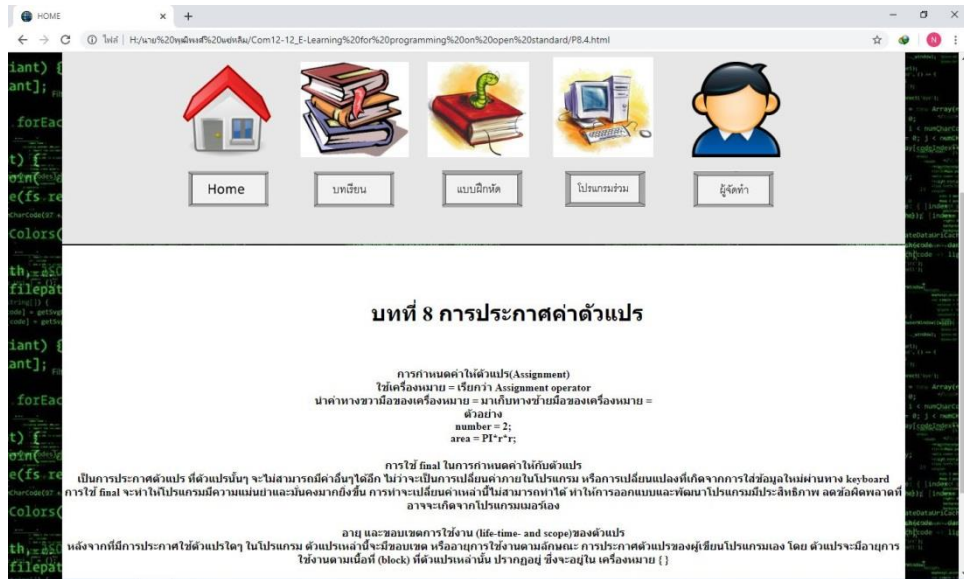 HOME
ไฟล์ H:/นาย%20พุฒิพงศ์%20แซ่หลิม/Com12-12_E-Learning%20for%20programming%20on%20open%20standard/P8.4.html
N
Home
บทเรียน
แบบฝึกหัด
โปรแกรมร่วม
ผู้จัดทำ
บทที่ 8 การประกาศค่าตัวแปร
การกำหนดค่าให้ตัวแปร(Assignment)
ใช้เครื่องหมาย = เรียกว่า Assignment operator
นำค่าทางขวามือของเครื่องหมาย = มาเก็บทางซ้ายมือของเครื่องหมาย =
ตัวอย่าง
number = 2;
area = PI*r*r;
การใช้ final ในการกำหนดค่าให้กับตัวแปร
เป็นการประกาศตัวแปร ที่ตัวแปรนั้นๆ จะไม่สามารถมีค่าอื่นๆได้อีก ไม่ว่าจะเป็นการเปลี่ยนค่าภายในโปรแกรม หรือการเปลี่ยนแปลงที่เกิดจากการใส่ข้อมูลใหม่ผ่านทาง keyboard
การใช้ final จะทำให้โปรแกรมมีความแม่นยำและมั่นคงมากยิ่งขึ้น การทำจะเปลี่ยนค่าเหล่านี้ไม่สามารถทำได้ ทำให้การออกแบบและพัฒนาโปรแกรมมีประสิทธิภาพ ลดข้อผิดพลาดที่
อาจจะเกิดจากโปรแกรมเมอร์เอง
อายุ และขอบเขตการใช้งาน (life-time- and scope)ของตัวแปร
หลังจากที่มีการประกาศใช้ตัวแปรใดๆ ในโปรแกรม ตัวแปรเหล่านี้จะมีขอบเขต หรืออายุการใช้งานตามลักษณะ การประกาศตัวแปรของผู้เขียนโปรแกรมเอง โดย ตัวแปรจะมีอายุการ
ใช้งานตามเนื้อที่ (block) ที่ตัวแปรเหล่านั้น ปรากฏอยู่ ซึ่งจะอยู่ใน เครื่องหมาย { }